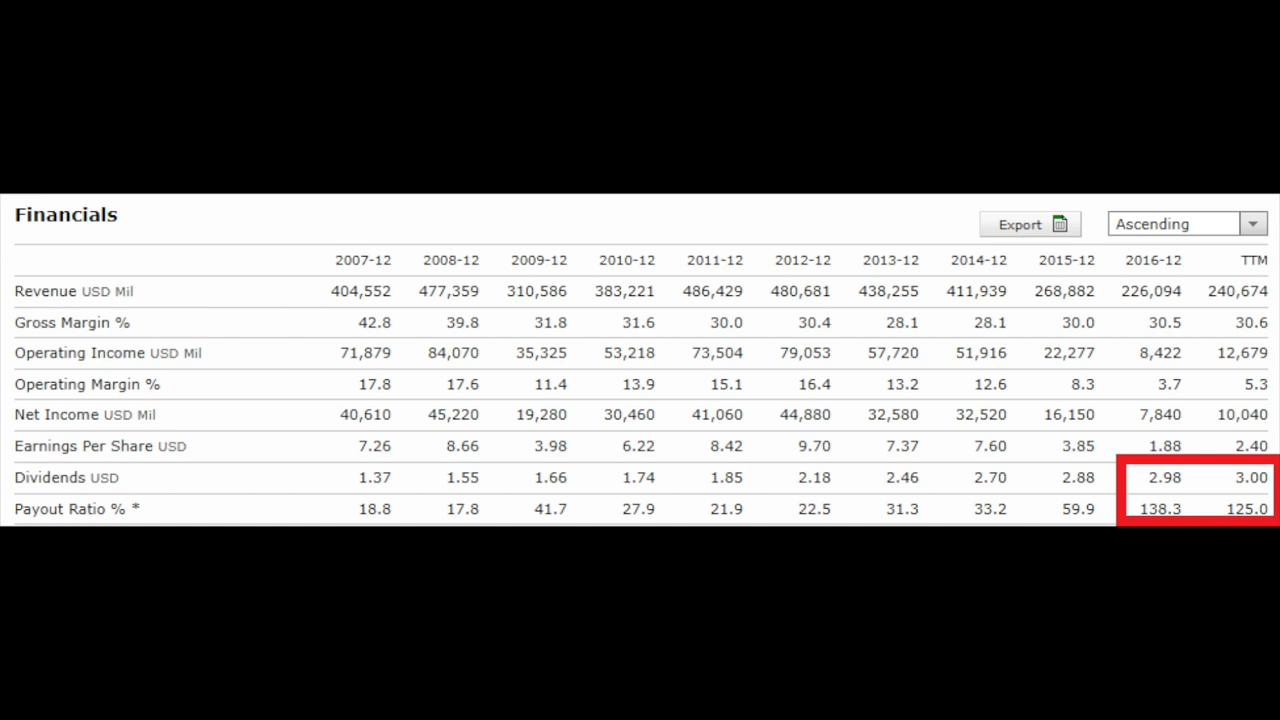 Financials
Export
Ascending
2007-12 2008-12 2009-12 2010-12 2011-12 2012-12 2013-12 2014-12 2015-12 2016-12 TTM
Revenue USD Mil 404,552 477,359 310,586 383,221 486,429 480,681 438,255 411,939 268,882 226,094 240,674
Gross Margin % 42.8 39.8 31.8 31.6 30.0 30.4 28.1 28.1 30.0 30.5 30.6
Operating Income USD Mil 71,879 84,070 35,325 53,218 73,504 79,053 57,720 51,916 22,277 8,422 12,679
Operating Margin % 17.8 17.6 11.4 13.9 15.1 16.4 13.2 12.6 8.3 3.7 5.3
Net Income USD Mil 40,610 45,220 19,280 30,460 41,060 44,880 32,580 32,520 16,150 7,840 10,040
Earnings Per Share USD 7.26 8.66 3.98 6.22 8.42 9.70 7.37 7.60 3.85 1.88 2.40
Dividends USD 1.37 1.55 1.66 1.74 1.85 2.18 2.46 2.70 2.88 2.98 3.00
Payout Ratio % * 18.8 17.8 41.7 27.9 21.9 22.5 31.3 33.2 59.9 138.3 125.0